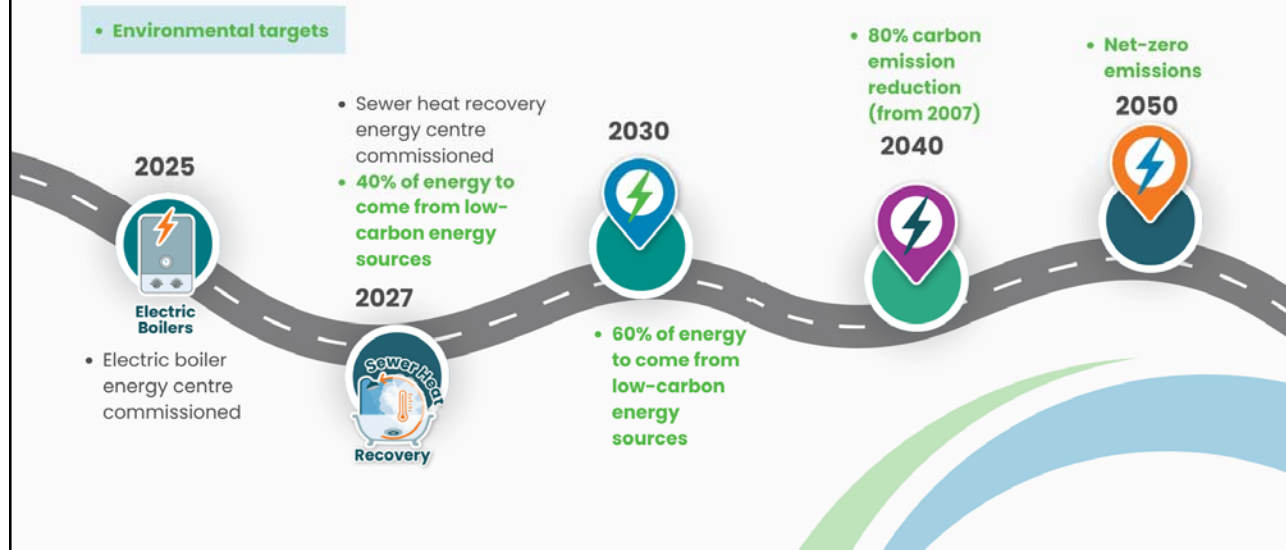 • Environmental targets
2025
Electric
Boilers
• Electric boiler
energy centre
commissioned
• Sewer heat recovery
energy centre
commissioned
• 40% of energy to
come from low-
carbon energy
sources
2027
Sewer Heat
Recovery
2030
• 60% of energy
to come from
low-carbon
energy
sources
• 80% carbon
emission
reduction
(from 2007)
2040
• Net-zero
emissions
2050